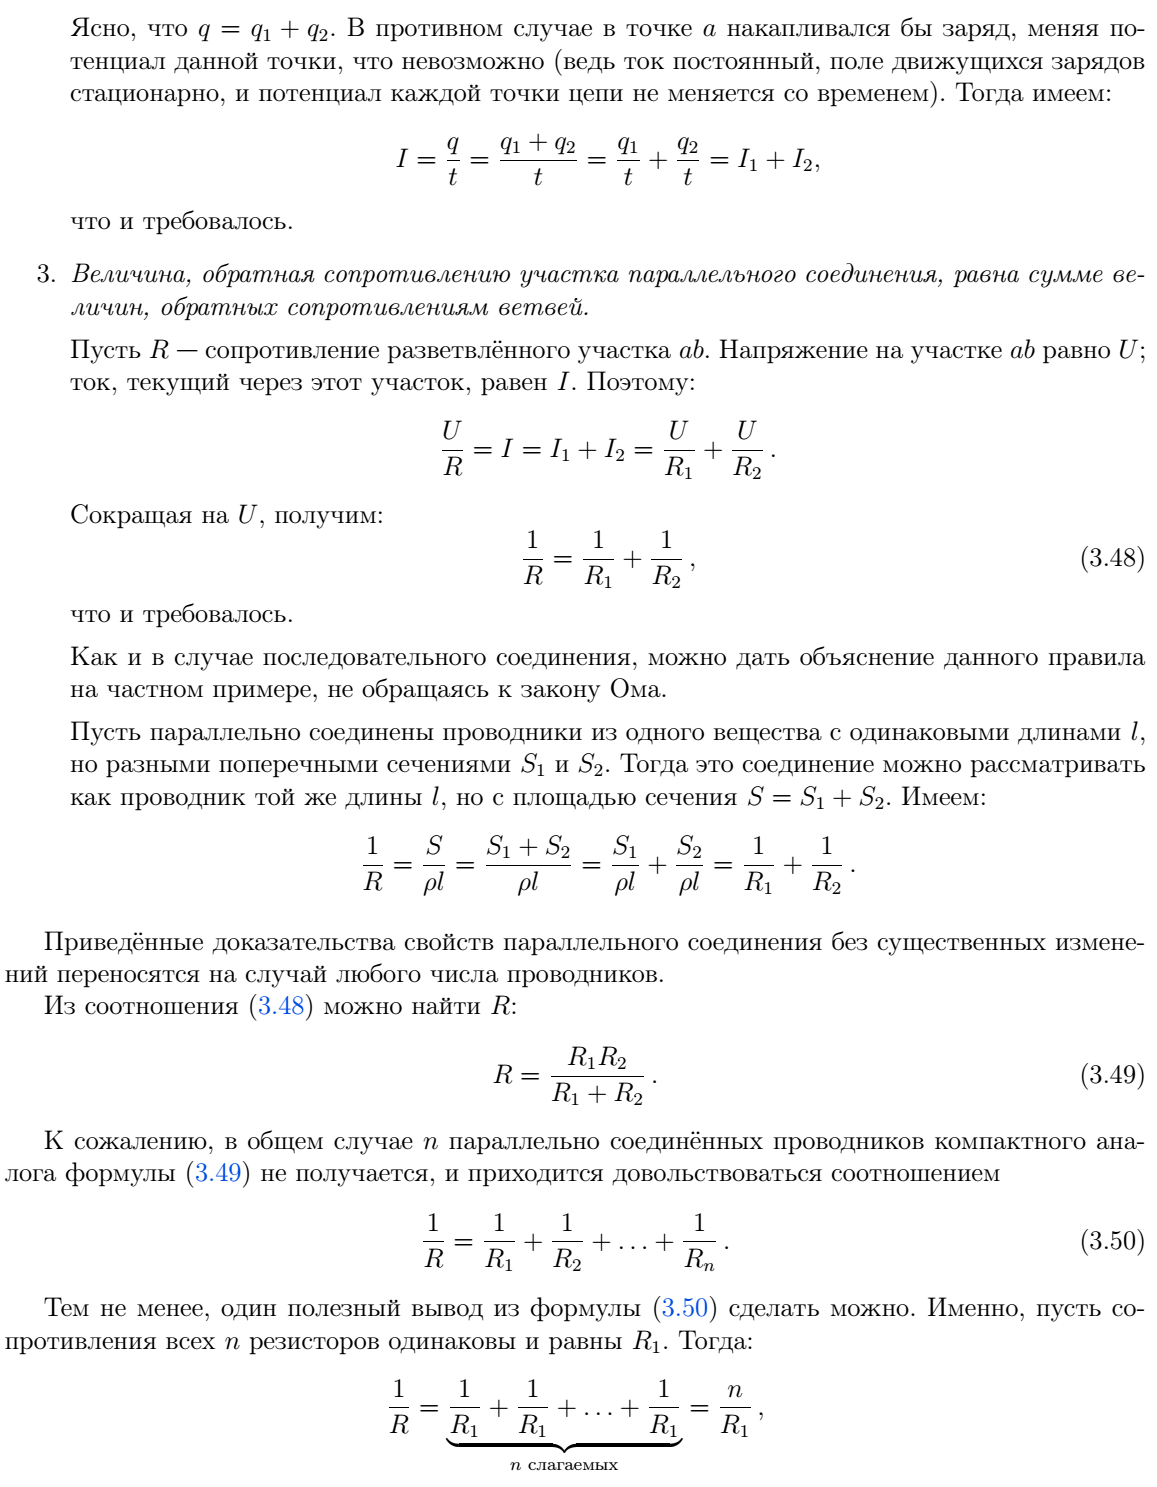 Ясно, что q = q₁ + q₂. В противном случае в точке a накапливался бы заряд, меняя по-
тенциал данной точки, что невозможно (ведь ток постоянный, поле движущихся зарядов
стационарно, и потенциал каждой точки цепи не меняется со временем). Тогда имеем:
I = q/t = (q₁ + q₂)/t = q₁/t + q₂/t = I₁ + I₂,
что и требовалось.
3. Величина, обратная сопротивлению участка параллельного соединения, равна сумме ве-
личин, обратных сопротивлениям ветвей.
Пусть R — сопротивление разветвлённого участка ab. Напряжение на участке ab равно U;
ток, текущий через этот участок, равен I. Поэтому:
U/R = I = I₁ + I₂ = U/R₁ + U/R₂.
Сокращая на U, получим:
1/R = 1/R₁ + 1/R₂, (3.48)
что и требовалось.
Как и в случае последовательного соединения, можно дать объяснение данного правила
на частном примере, не обращаясь к закону Ома.
Пусть параллельно соединены проводники из одного вещества с одинаковыми длинами l,
но разными поперечными сечениями S₁ и S₂. Тогда это соединение можно рассматривать
как проводник той же длины l, но с площадью сечения S = S₁ + S₂. Имеем:
1/R = S/ρl = (S₁ + S₂)/ρl = S₁/ρl + S₂/ρl = 1/R₁ + 1/R₂.
Приведённые доказательства свойств параллельного соединения без существенных измене-
ний переносятся на случай любого числа проводников.
Из соотношения (3.48) можно найти R:
R = R₁R₂/(R₁ + R₂). (3.49)
К сожалению, в общем случае n параллельно соединённых проводников компактного ана-
лога формулы (3.49) не получается, и приходится довольствоваться соотношением
1/R = 1/R₁ + 1/R₂ + ... + 1/Rₙ. (3.50)
Тем не менее, один полезный вывод из формулы (3.50) сделать можно. Именно, пусть со-
противления всех n резисторов одинаковы и равны R₁. Тогда:
1/R = 1/R₁ + 1/R₁ + ... + 1/R₁ = n/R₁,
n слагаемых